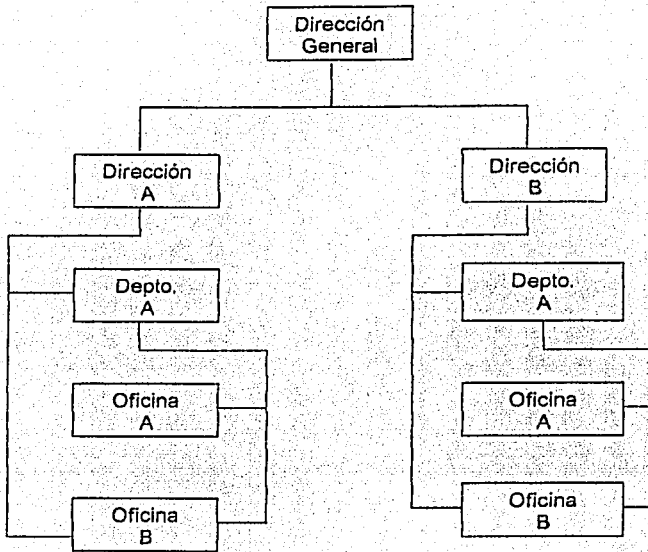 Dirección
General
Dirección
A
Dirección
B
Depto.
A
Depto.
A
Oficina
A
Oficina
A
Oficina
B
Oficina
B